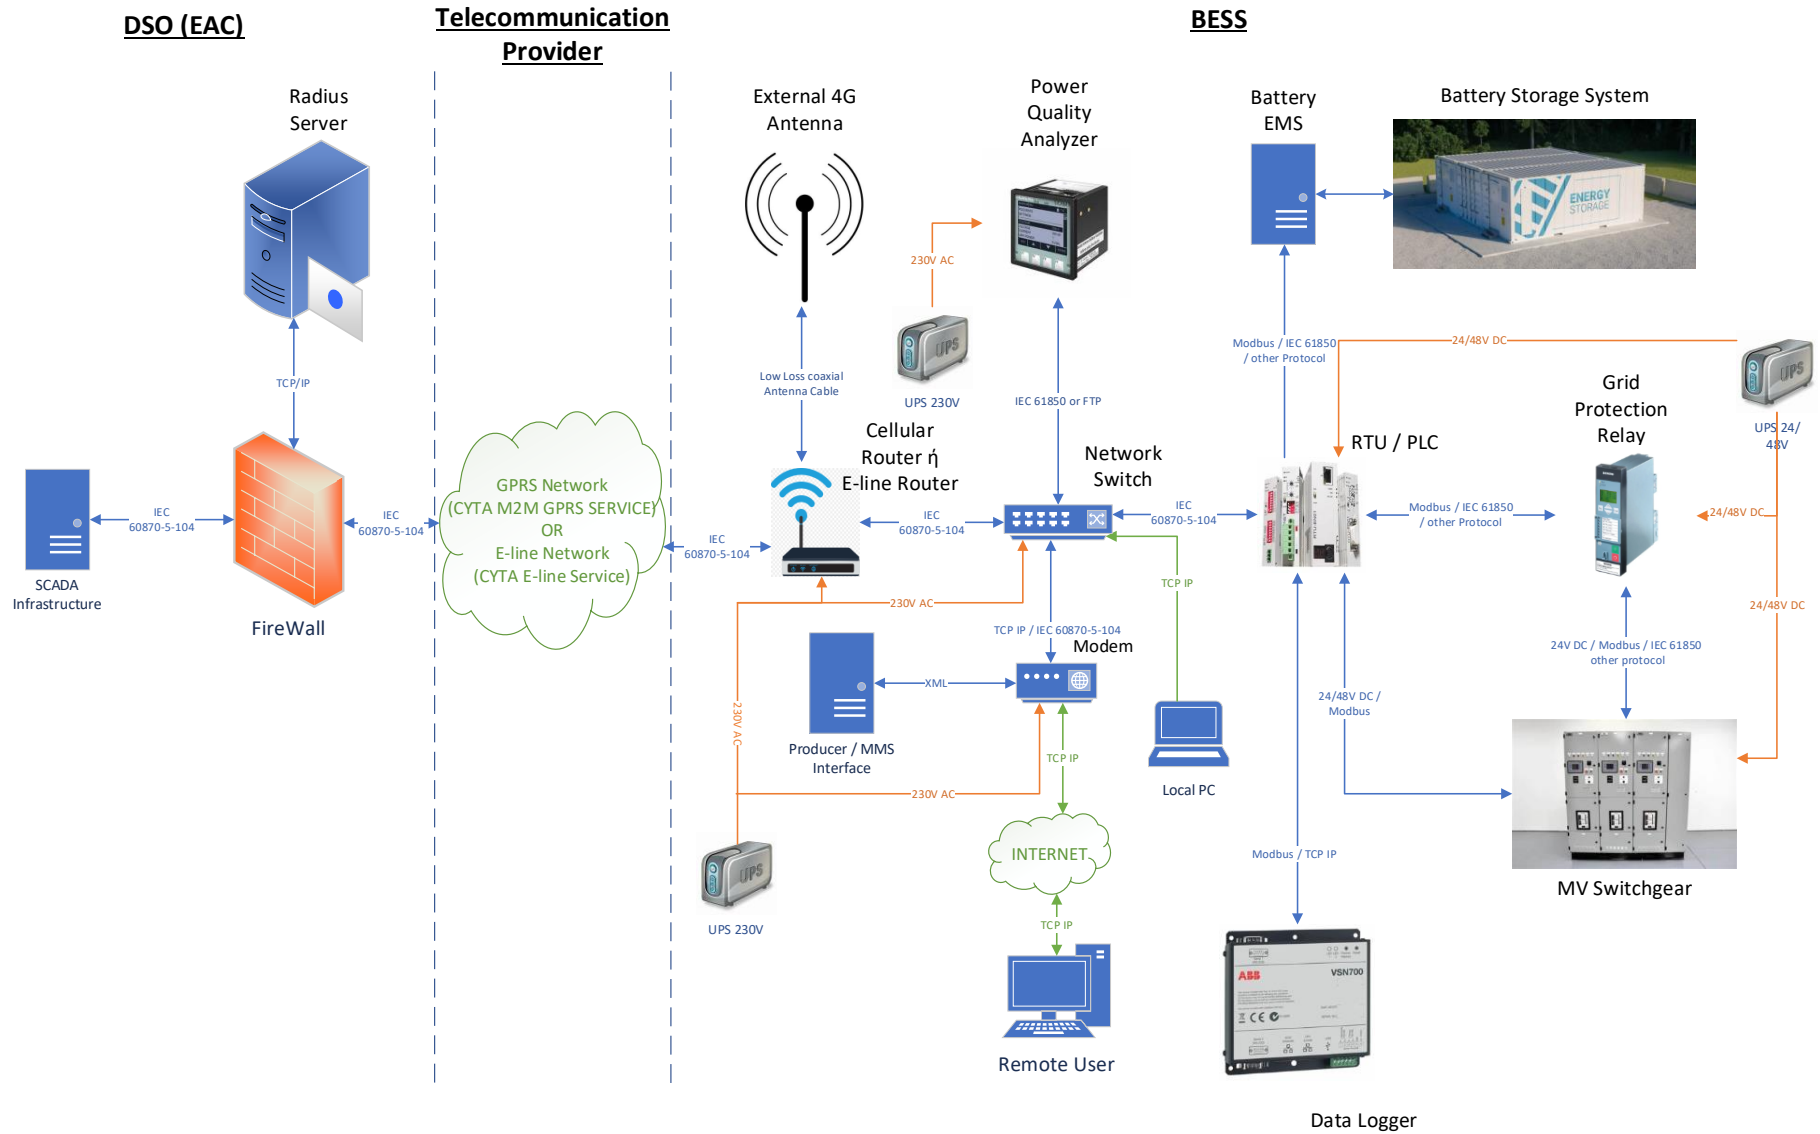 DSO (EAC)
Telecommunication
Provider
BESS
Radius
Server
External 4G
Antenna
Power
Quality
Analyzer
Battery
EMS
Battery Storage System
ENERGY
STORAGE
230V AC
UPS
UPS 230V
TCP/IP
Low Loss coaxial
Antenna Cable
IEC 61850 or FTP
Modbus / IEC 61850
/ other Protocol
24/48V DC
UPS
UPS 24/
48V
Grid
Protection
Relay
Cellular
Router ή
E-line Router
Network
Switch
RTU / PLC
GPRS Network
(CYTA M2M GPRS SERVICE)
OR
E-line Network
(CYTA E-line Service)
IEC
60870-5-104
IEC
60870-5-104
IEC
60870-5-104
IEC
60870-5-104
IEC
60870-5-104
Modbus / IEC 61850
/ other Protocol
24/48V DC
SCADA
Infrastructure
FireWall
TCP IP
230V AC
24/48V DC
TCP IP / IEC 60870-5-104
Modem
24V DC / Modbus / IEC 61850
other protocol
XML
230V AC
24/48V DC /
Modbus
Producer / MMS
Interface
TCP IP
Local PC
230V AC
INTERNET
Modbus / TCP IP
UPS
UPS 230V
MV Switchgear
TCP IP
ABB
VSN700
CE
Remote User
Data Logger